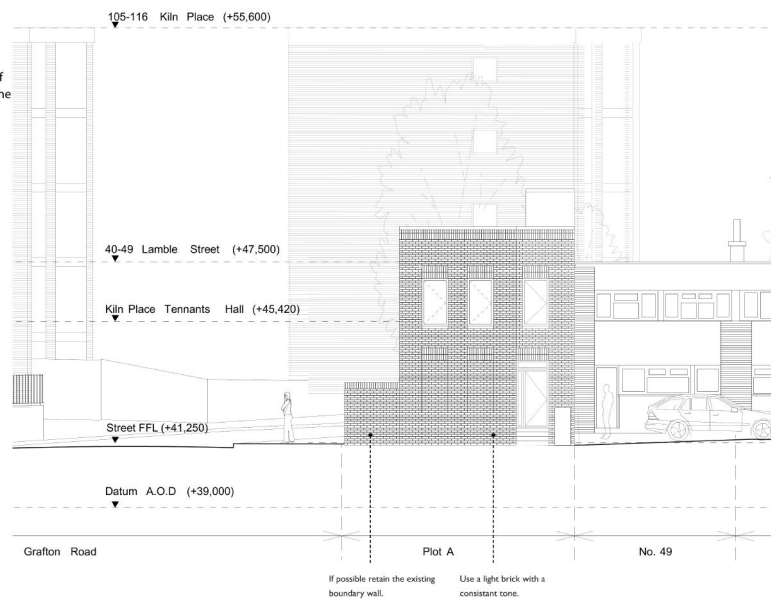 105-116 Kiln Place (+55,600)
f
ne
40-49 Lamble Street (+47,500)
Kiln Place Tennants Hall (+45,420)
Street FFL (+41,250)
Datum A.O.D (+39,000)
Grafton Road
Plot A
No. 49
If possible retain the existing
boundary wall.
Use a light brick with a
consistant tone.